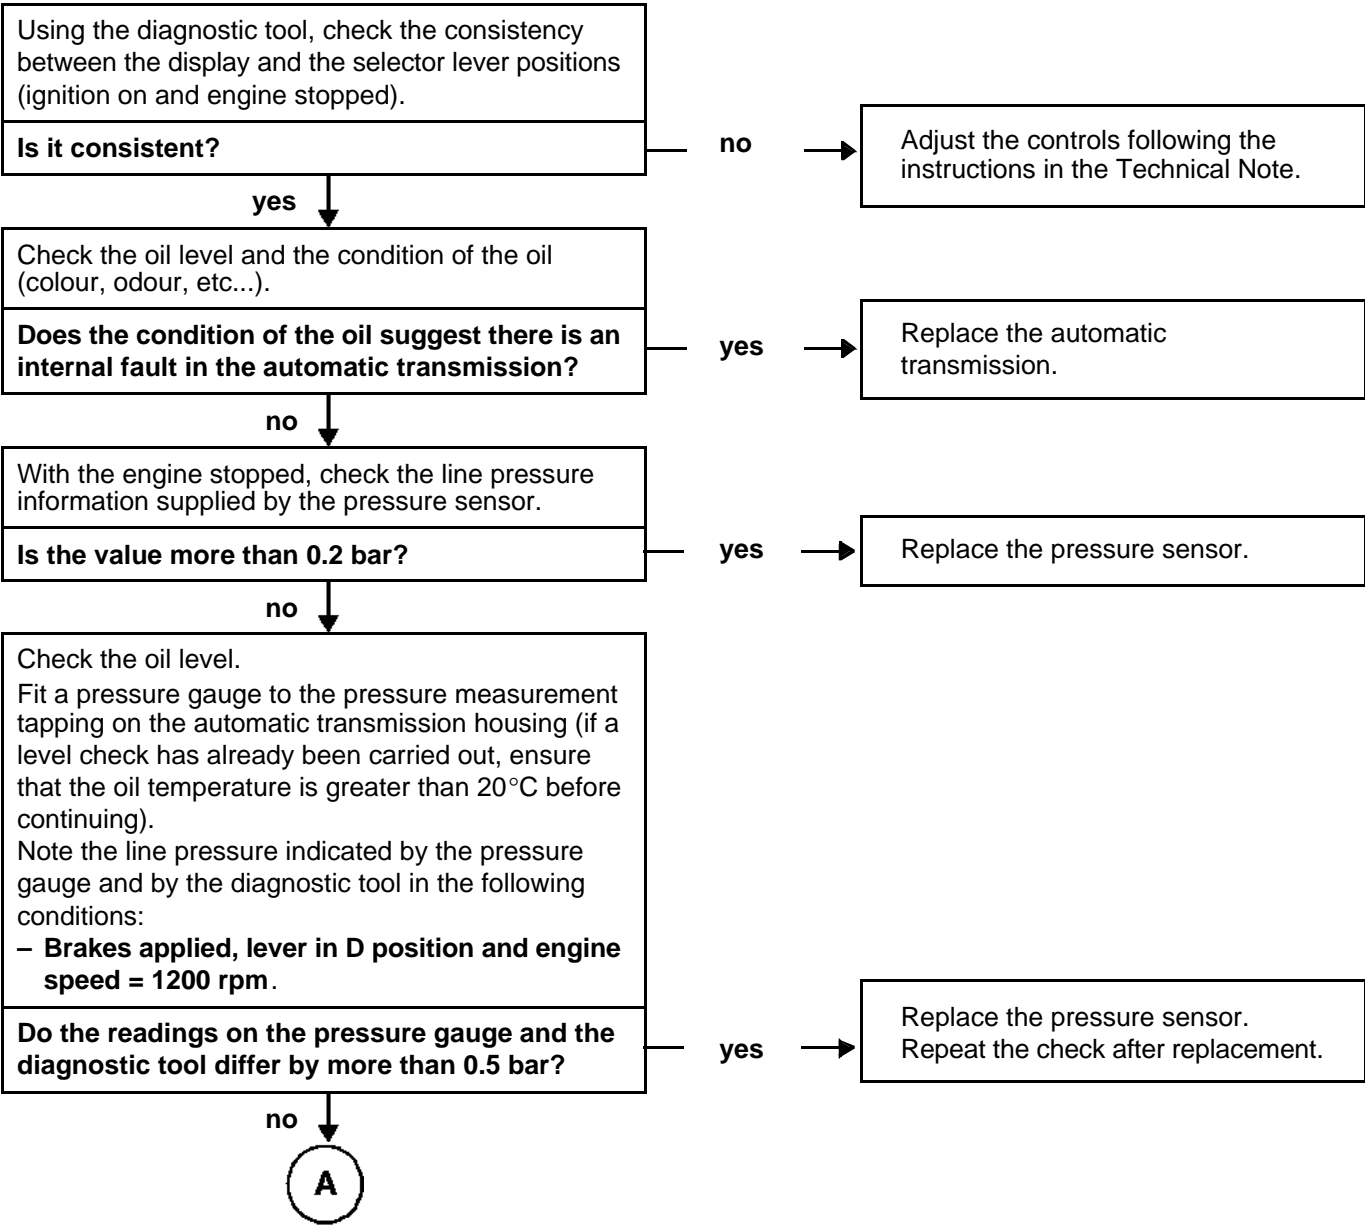 Using the diagnostic tool, check the consistency
between the display and the selector lever positions
(ignition on and engine stopped).
Is it consistent?
no
Adjust the controls following the
instructions in the Technical Note.
yes
Check the oil level and the condition of the oil
(colour, odour, etc...).
Does the condition of the oil suggest there is an
internal fault in the automatic transmission?
yes
Replace the automatic
transmission.
no
With the engine stopped, check the line pressure
information supplied by the pressure sensor.
Is the value more than 0.2 bar?
yes
Replace the pressure sensor.
no
Check the oil level.
Fit a pressure gauge to the pressure measurement
tapping on the automatic transmission housing (if a
level check has already been carried out, ensure
that the oil temperature is greater than 20°C before
continuing).
Note the line pressure indicated by the pressure
gauge and by the diagnostic tool in the following
conditions:
– Brakes applied, lever in D position and engine
speed = 1200 rpm.
Do the readings on the pressure gauge and the
diagnostic tool differ by more than 0.5 bar?
yes
Replace the pressure sensor.
Repeat the check after replacement.
no
A